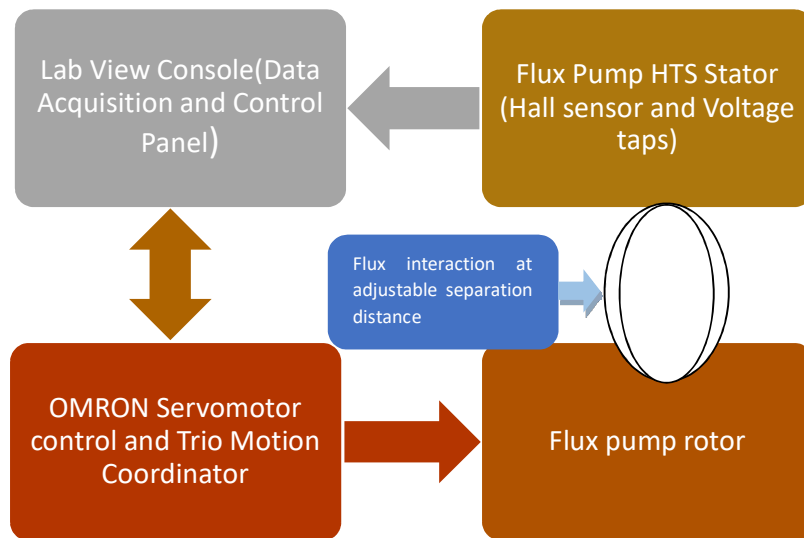 Lab View Console(Data
Acquisition and Control
Panel)
Flux Pump HTS Stator
(Hall sensor and Voltage
taps)
Flux interaction at
adjustable separation
distance
OMRON Servomotor
control and Trio Motion
Coordinator
Flux pump rotor